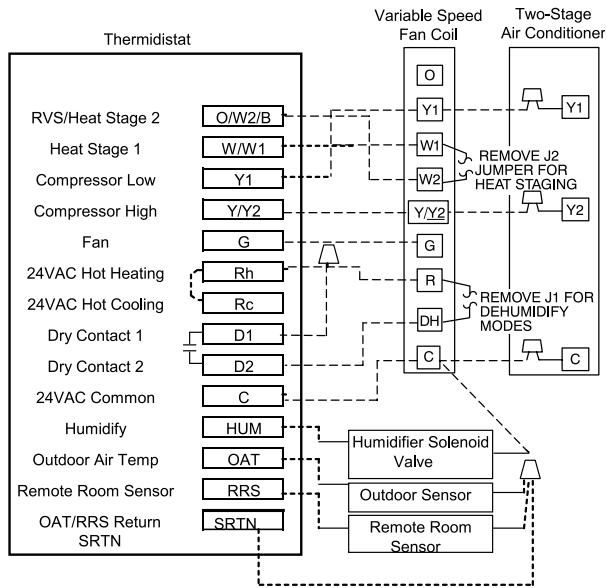 Variable Speed
Fan Coil
Two-Stage
Air Conditioner
Thermidistat
O
RVS/Heat Stage 2 O/W2/B Y1 Y1
Heat Stage 1 W/W1 W1
REMOVE J2
JUMPER FOR
HEAT STAGING
Compressor Low Y1 W2
Compressor High Y/Y2 Y/Y2 Y2
Fan G G
24VAC Hot Heating Rh R
24VAC Hot Cooling Rc
REMOVE J1 FOR
DEHUMIDIFY
MODES
Dry Contact 1 D1 DH
Dry Contact 2 D2 C C
24VAC Common C
Humidify HUM
Humidifier Solenoid
Valve
Outdoor Air Temp OAT
Outdoor Sensor
Remote Room Sensor RRS
Remote Room
Sensor
OAT/RRS Return
SRTN
SRTN